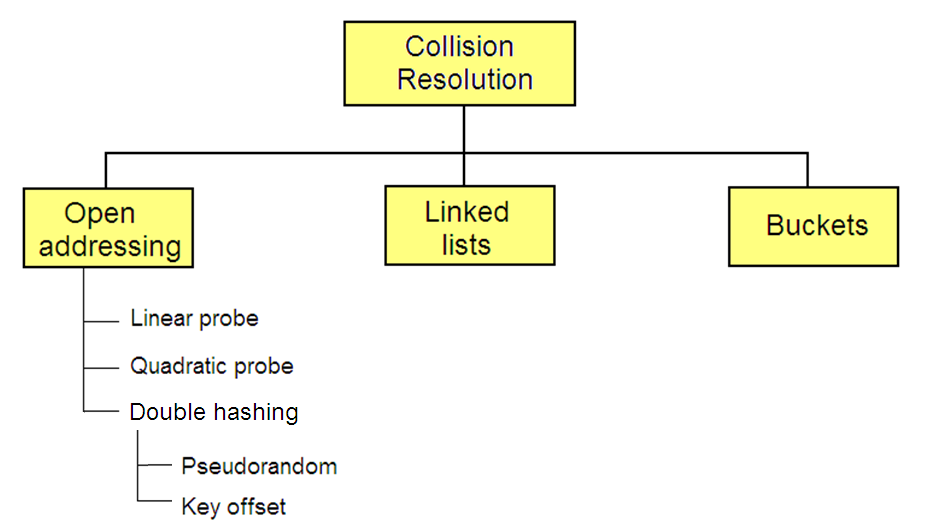 Collision
Resolution
Open
addressing
Linked
lists
Buckets
Linear probe
Quadratic probe
Double hashing
Pseudorandom
Key offset